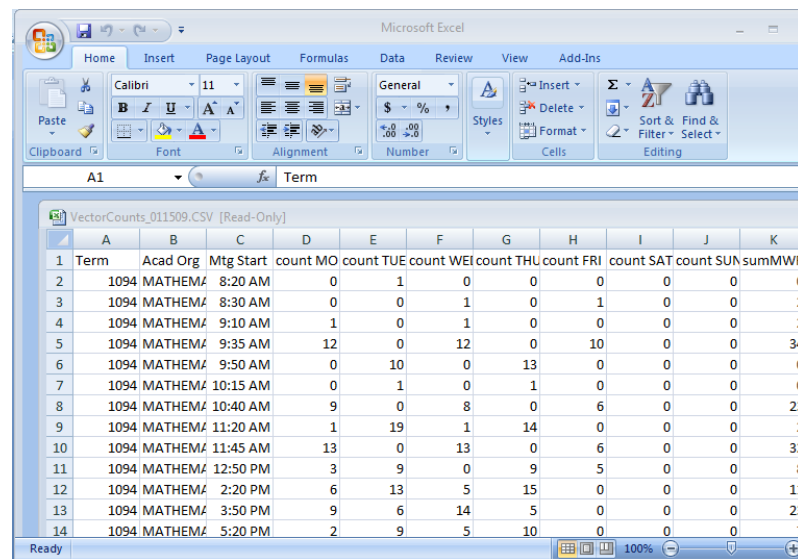 Microsoft Excel
Home Insert Page Layout Formulas Data Review View Add-Ins
Calibri 11 General Insert Σ
B I U A A $ % , Styles Delete Sort & Find &
Paste Format Filter Select
A .00 .0
Clipboard Font Alignment Number Cells Editing
A1 fx Term
VectorCounts_011509.CSV [Read-Only]
A B C D E F G H I J K
1 Term Acad Org Mtg Start count MO count TUE count WE count THU count FRI count SAT count SUN sumMW
2 1094 MATHEMA 8:20 AM 0 1 0 0 0 0 0
3 1094 MATHEMA 8:30 AM 0 0 1 0 1 0 0
4 1094 MATHEMA 9:10 AM 1 0 1 0 0 0 0
5 1094 MATHEMA 9:35 AM 12 0 12 0 10 0 0 34
6 1094 MATHEMA 9:50 AM 0 10 0 13 0 0 0
7 1094 MATHEMA 10:15 AM 0 1 0 1 0 0 0
8 1094 MATHEMA 10:40 AM 9 0 8 0 6 0 0 2
9 1094 MATHEMA 11:20 AM 1 19 1 14 0 0 0
10 1094 MATHEMA 11:45 AM 13 0 13 0 6 0 0 3
11 1094 MATHEMA 12:50 PM 3 9 0 9 5 0 0
12 1094 MATHEMA 2:20 PM 6 13 5 15 0 0 0 1
13 1094 MATHEMA 3:50 PM 9 6 14 5 0 0 0 2
14 1094 MATHEMA 5:20 PM 2 9 5 10 0 0 0
Ready 100%